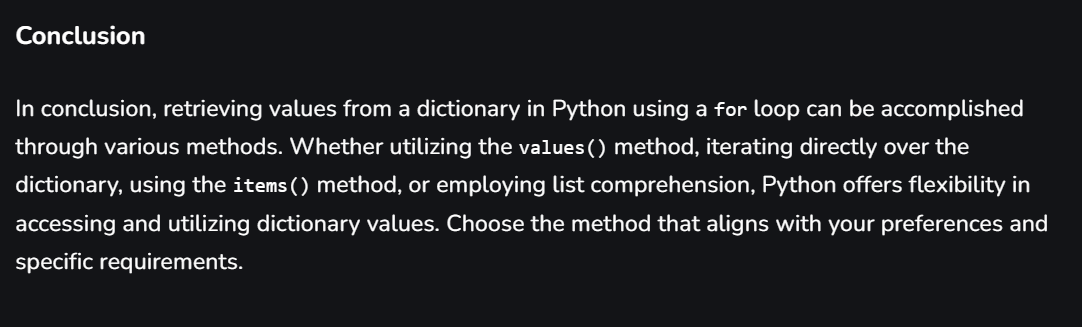 Conclusion
In conclusion, retrieving values from a dictionary in Python using a for loop can be accomplished
through various methods. Whether utilizing the values() method, iterating directly over the
dictionary, using the items() method, or employing list comprehension, Python offers flexibility in
accessing and utilizing dictionary values. Choose the method that aligns with your preferences and
specific requirements.